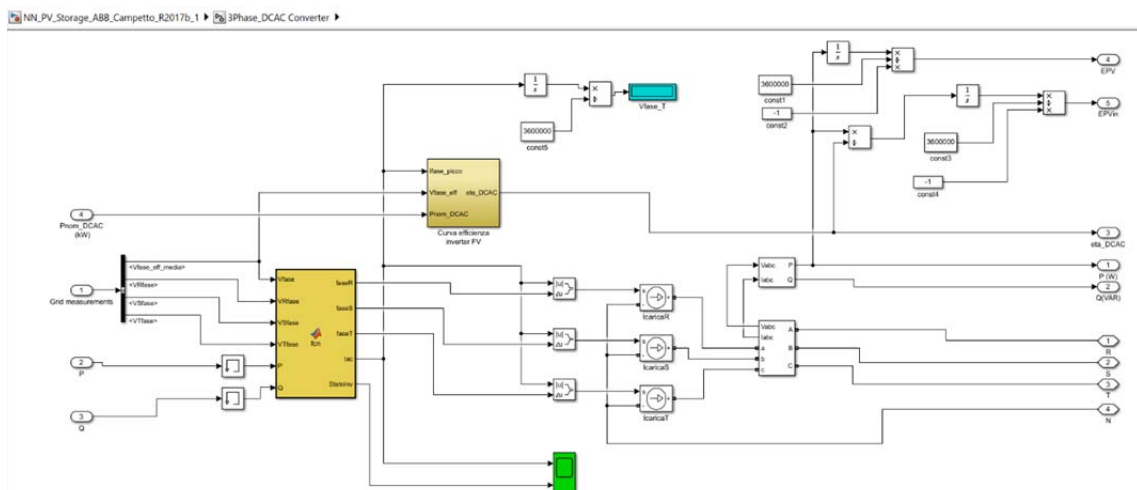 NN_PV_Storage_ABB_Campetto_R2017b_1 3Phase_DCAC Converter
1
s
×
÷
×
4
EPV
3600000
const1
-1
const2
1
s
×
÷
Vfase_T
3600000
const5
1
s
×
÷
×
5
EPVin
×
÷
3600000
const3
-1
const4
Ifase_picco
Vfase_eff
eta_DCAC
Pnom_DCAC
Curva efficienza
inverter PV
4
Pnom_DCAC
(kW)
3
eta_DCAC
1
Grid measurements
<Vfase_eff_media>
<VRfase>
<VSfase>
<VTfase>
Vfase
VRfase
VSfase
VTfase
P
Q
fcn
faseR
faseS
faseT
Iac
StatoInv
2
P
3
Q
|u|
∠u
|u|
∠u
|u|
∠u
IcaricaR
IcaricaS
IcaricaT
Vabc
Iabc
P
Q
1
P (W)
2
Q(VAR)
Vabc
Iabc
a
b
c
A
B
C
1
R
2
S
3
T
4
N